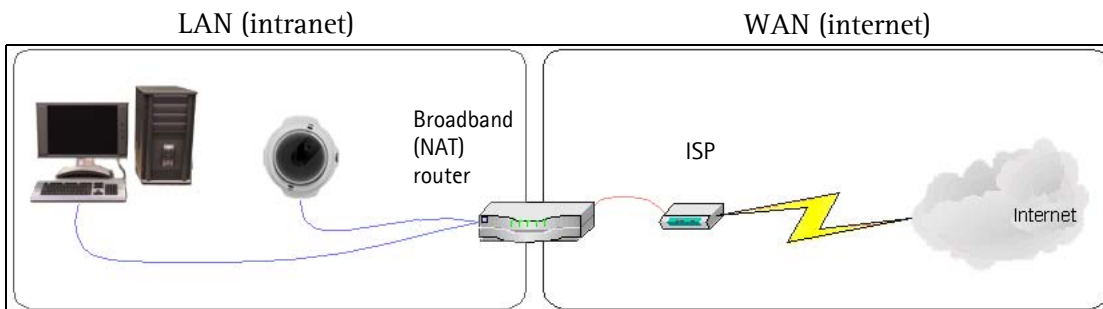 LAN (intranet)
WAN (internet)
Broadband
(NAT)
router
ISP
Internet